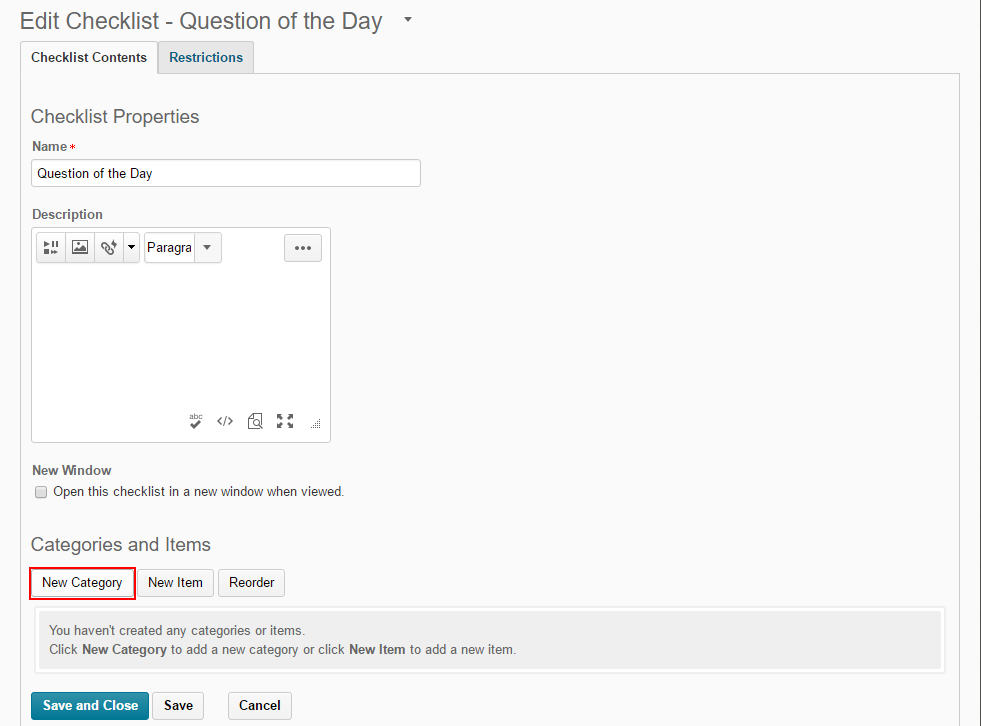 Edit Checklist - Question of the Day
Checklist Contents
Restrictions
Checklist Properties
Name *
Question of the Day
Description
Paragra
abc
New Window
Open this checklist in a new window when viewed.
Categories and Items
New Category
New Item
Reorder
You haven't created any categories or items.
Click New Category to add a new category or click New Item to add a new item.
Save and Close
Save
Cancel